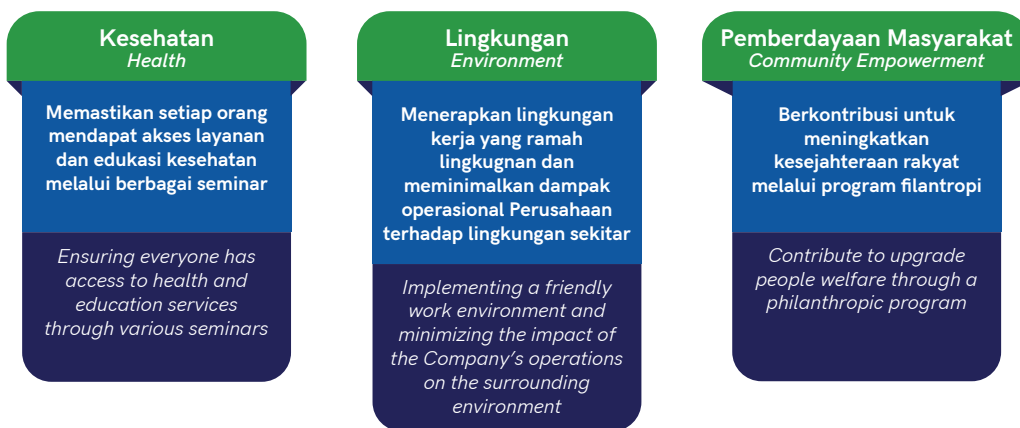 Kesehatan
Health
Memastikan setiap orang
mendapat akses layanan
dan edukasi kesehatan
melalui berbagai seminar
Ensuring everyone has
access to health and
education services
through various seminars
Lingkungan
Environment
Menerapkan lingkungan
kerja yang ramah
lingkugnan dan
meminimalkan dampak
operasional Perusahaan
terhadap lingkungan sekitar
Implementing a friendly
work environment and
minimizing the impact of
the Company’s operations
on the surrounding
environment
Pemberdayaan Masyarakat
Community Empowerment
Berkontribusi untuk
meningkatkan
kesejahteraan rakyat
melalui program filantropi
Contribute to upgrade
people welfare through a
philanthropic program